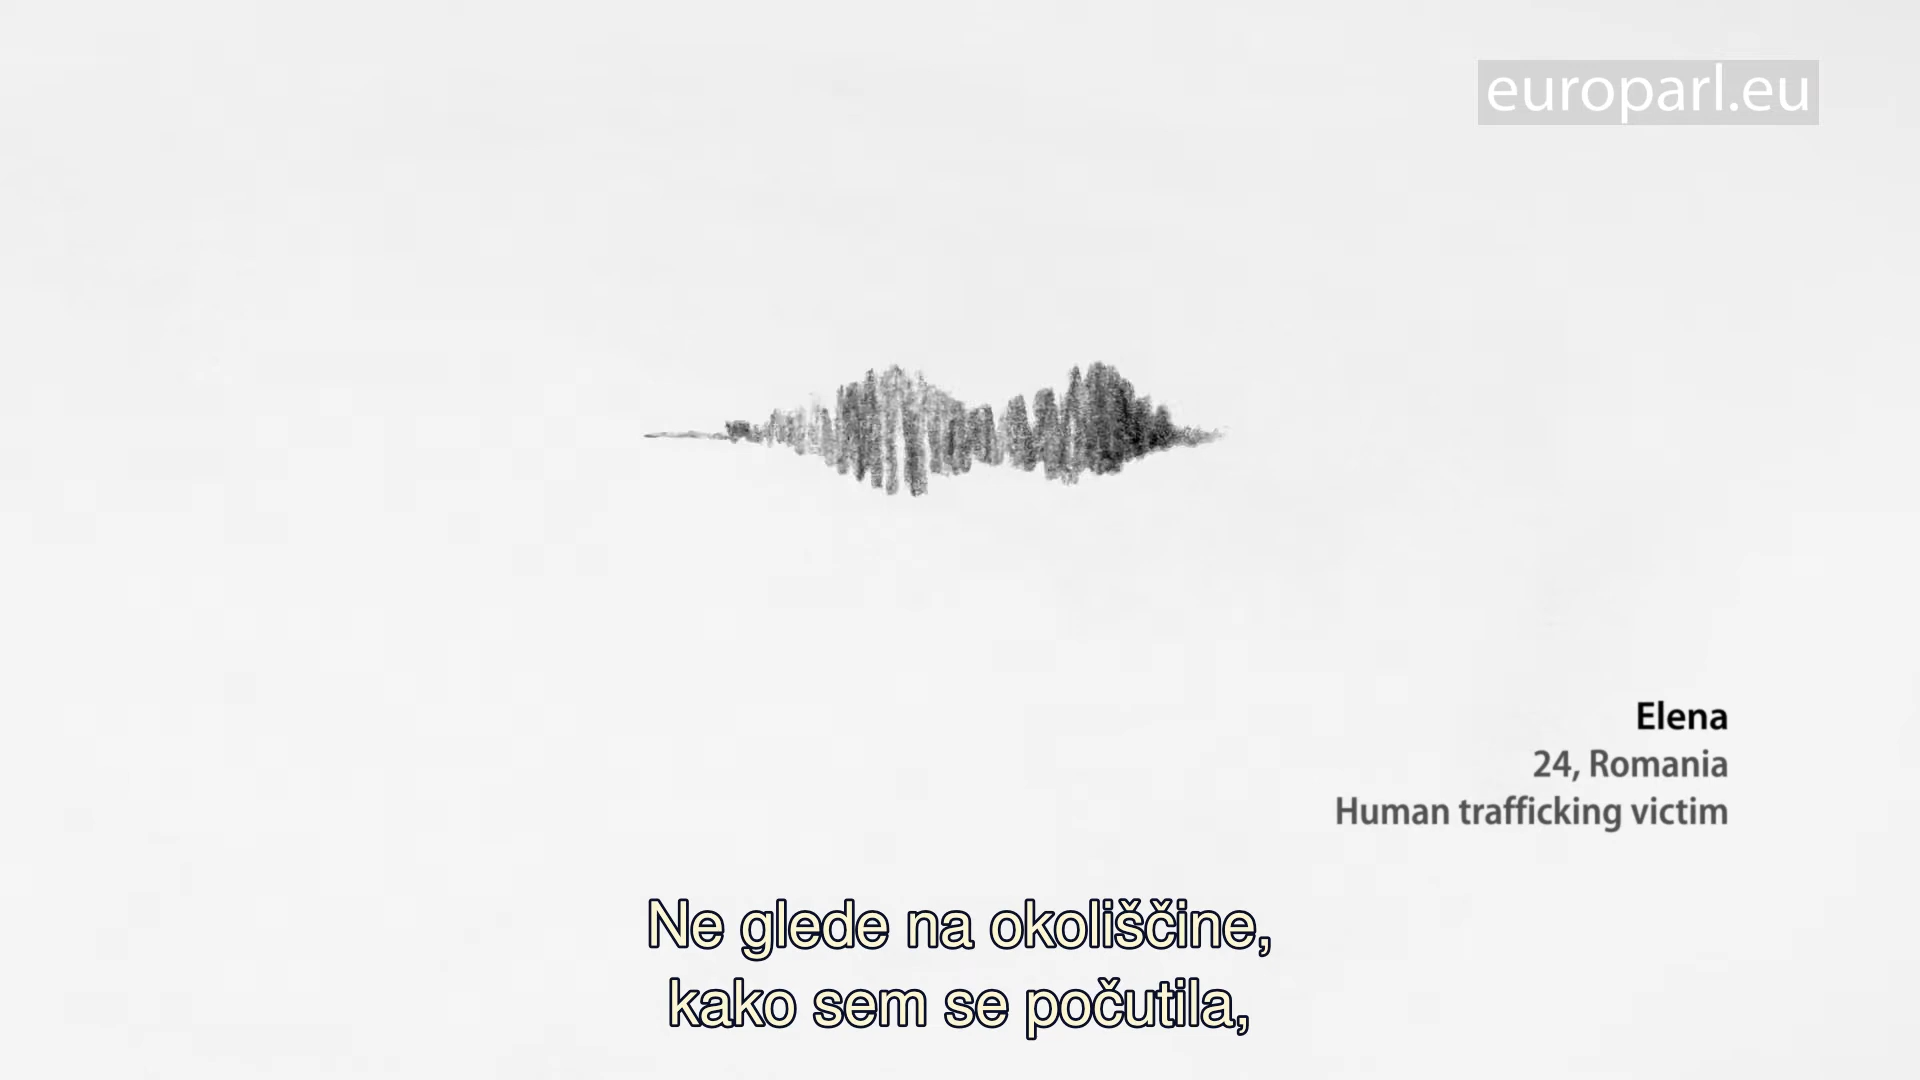 europarl.eu
Elena
24, Romania
Human trafficking victim
Ne glede na okoliščine,
kako sem se počutila,